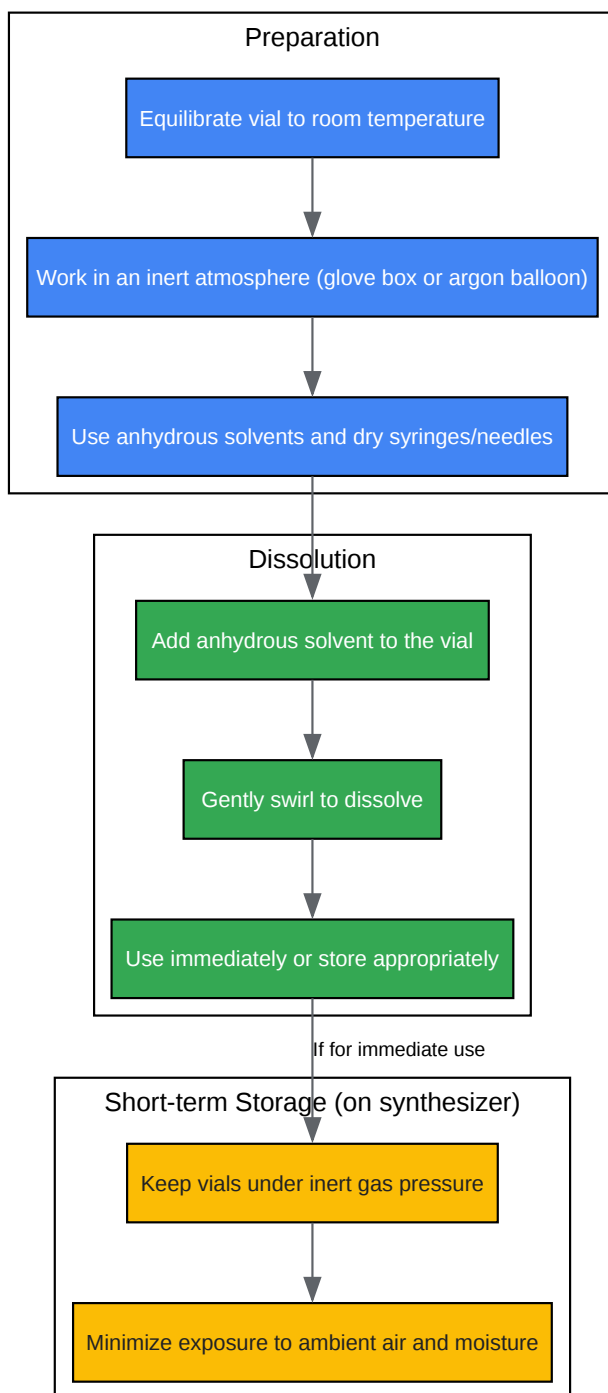 Preparation
Equilibrate vial to room temperature
Work in an inert atmosphere (glove box or argon balloon)
Use anhydrous solvents and dry syringes/needles
Dissolution
Add anhydrous solvent to the vial
Gently swirl to dissolve
Use immediately or store appropriately
If for immediate use
Short-term Storage (on synthesizer)
Keep vials under inert gas pressure
Minimize exposure to ambient air and moisture